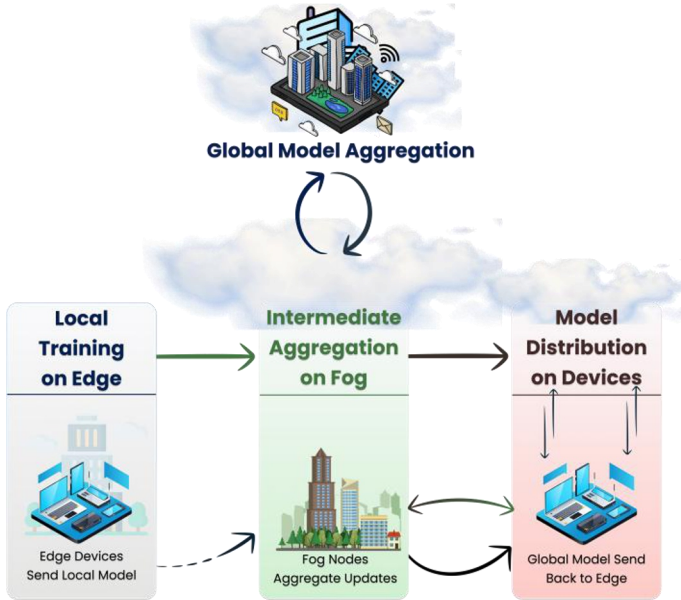 Global Model Aggregation
Local
Training
on Edge
Intermediate
Aggregation
on Fog
Model
Distribution
on Devices
Edge Devices
Send Local Model
Fog Nodes
Aggregate Updates
Global Model Send
Back to Edge